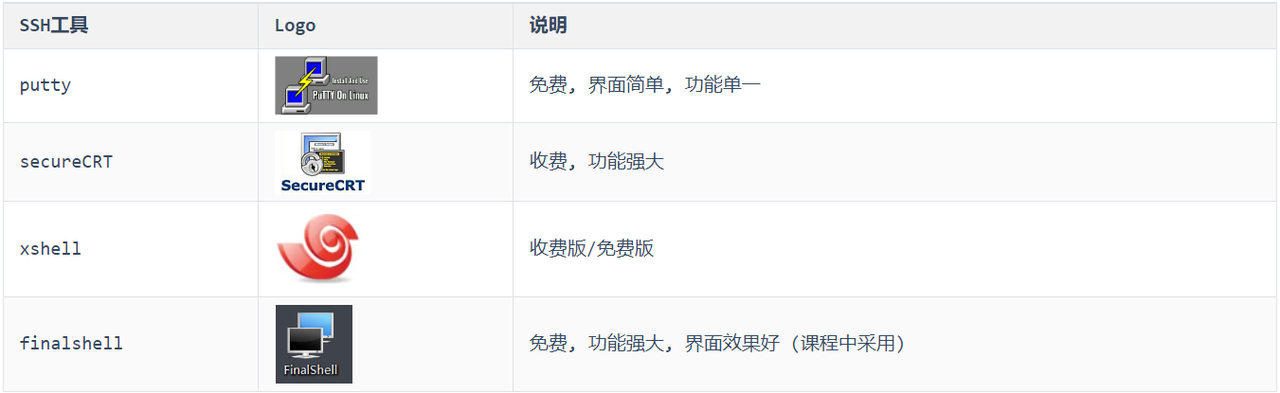 SSH工具 Logo 说明
putty
Install And Use
PuTTY On Linux
免费, 界面简单, 功能单一
secureCRT
SecureCRT
收费, 功能强大
xshell
收费版/免费版
finalshell
FinalShell
免费, 功能强大, 界面效果好 (课程中采用)